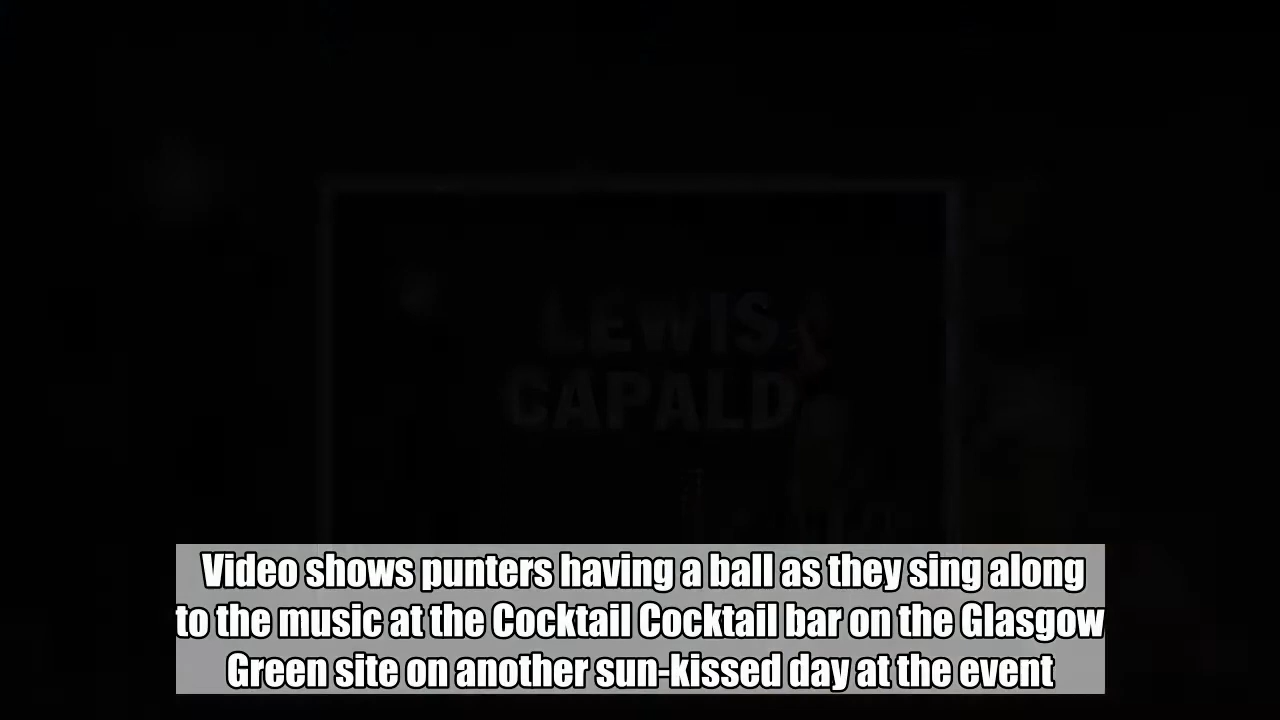 LEWIS
CAPALD
Video shows punters having a ball as they sing along
to the music at the Cocktail Cocktail bar on the Glasgow
Green site on another sun-kissed day at the event